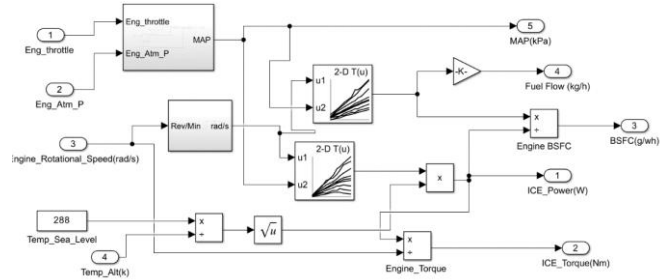 1
Eng_throttle
2
Eng_Atm_P
Eng_throttle
Eng_Atm_P
MAP
5
MAP(kPa)
2-D T(u)
u1
u2
-K-
4
Fuel Flow (kg/h)
3
Engine_Rotational_Speed(rad/s)
Rev/Min rad/s
2-D T(u)
u1
u2
x
÷
Engine BSFC
3
BSFC(g/wh)
x
1
ICE_Power(W)
288
Temp_Sea_Level
4
Temp_Alt(k)
x
÷
√u
x
÷
Engine_Torque
2
ICE_Torque(Nm)